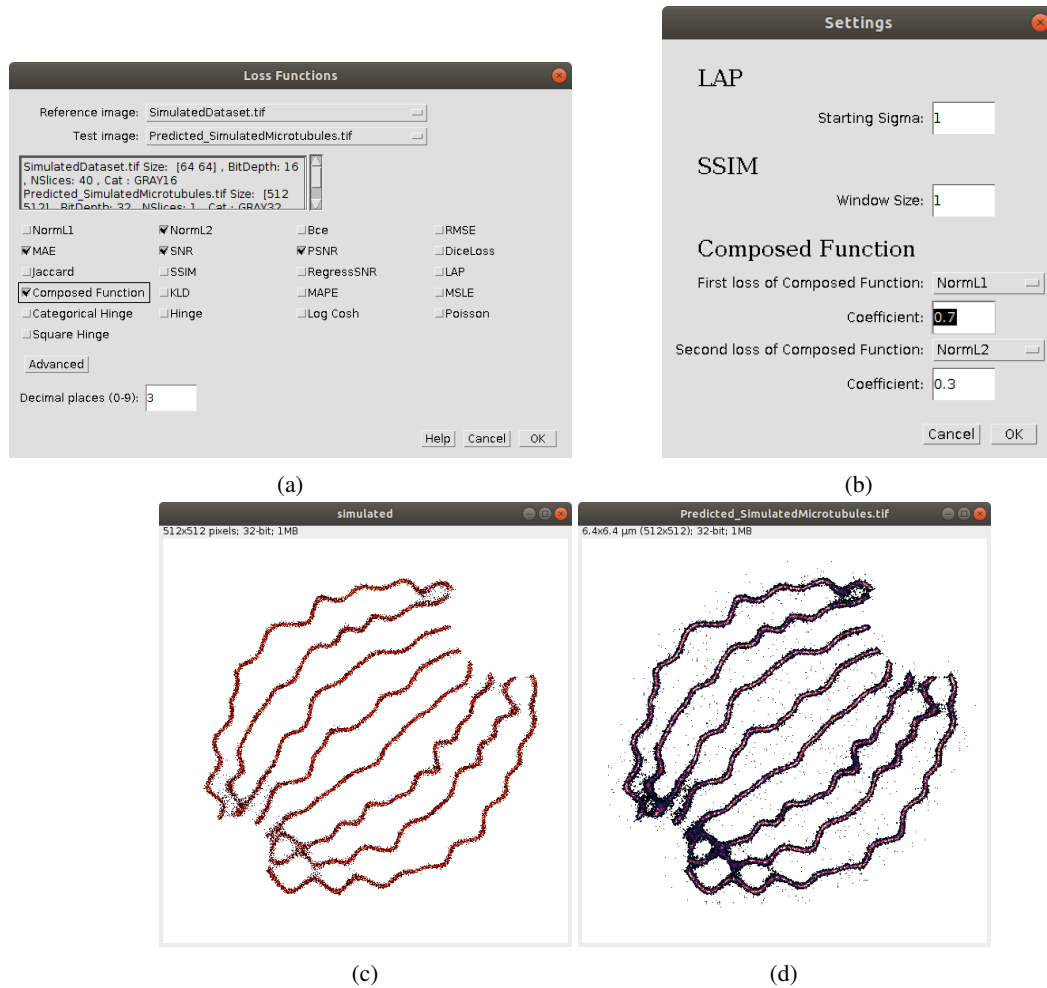 Loss Functions
Reference image: SimulatedDataset.tif
Test image: Predicted_SimulatedMicrotubules.tif
SimulatedDataset.tif Size: [64 64] , BitDepth: 16
, NSlices: 40 , Cat : GRAY16
Predicted_SimulatedMicrotubules.tif Size: [512
512] , BitDepth: 32 , NSlices: 1 , Cat : GRAY32
NormL1 NormL2 Bce RMSE
MAE SNR PSNR DiceLoss
Jaccard SSIM RegressSNR LAP
Composed Function KLD MAPE MSLE
Categorical Hinge Hinge Log Cosh Poisson
Square Hinge
Advanced
Decimal places (0-9): 3
Help Cancel OK
(a)
Settings
LAP
Starting Sigma: 1
SSIM
Window Size: 1
Composed Function
First loss of Composed Function: NormL1
Coefficient: 0.7
Second loss of Composed Function: NormL2
Coefficient: 0.3
Cancel OK
(b)
simulated
512x512 pixels; 32-bit; 1MB
(c)
Predicted_SimulatedMicrotubules.tif
6.4x6.4 µm (512x512); 32-bit; 1MB
(d)